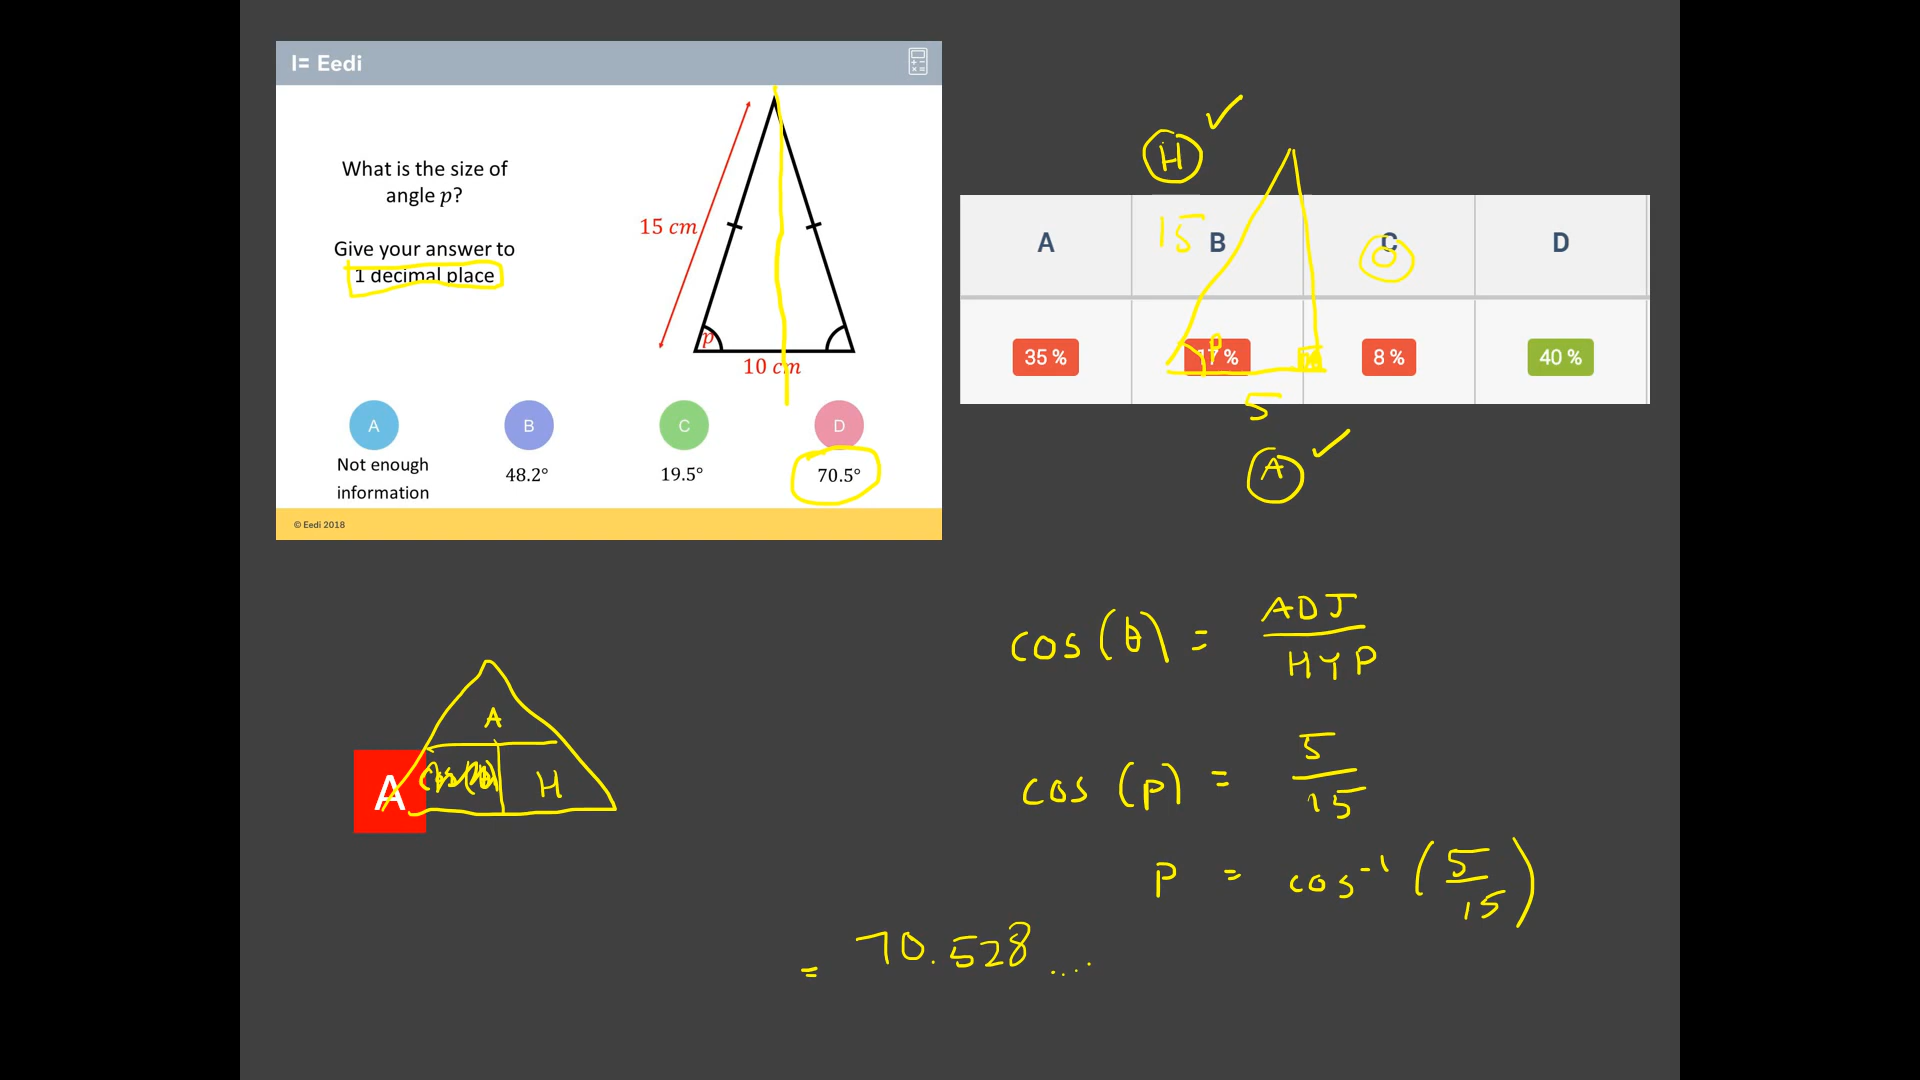 Eedi
What is the size of
angle p?
Give your answer to
1 decimal place
15 cm
p
10 cm
A
B
C
D
Not enough
information
48.2°
19.5°
70.5°
© Eedi 2018
H
15
A
B
C
O
D
35 %
17 %
p
8 %
40 %
5
A
cos(θ) = ADJ
HYP
cos (p) = 5
15
P = cos⁻¹ (5
15)
= 70.528 ....
A
A
H